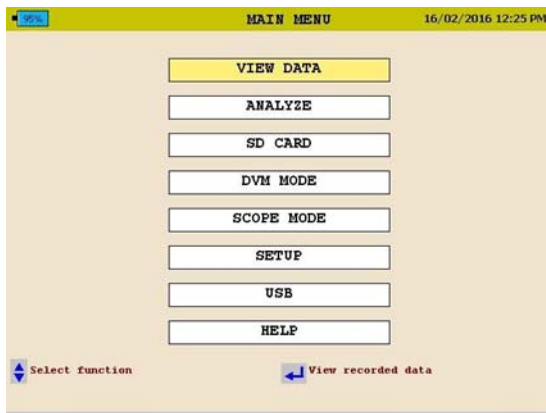 95% MAIN MENU 16/02/2016 12:25 PM
VIEW DATA
ANALYZE
SD CARD
DVM MODE
SCOPE MODE
SETUP
USB
HELP
Select function View recorded data